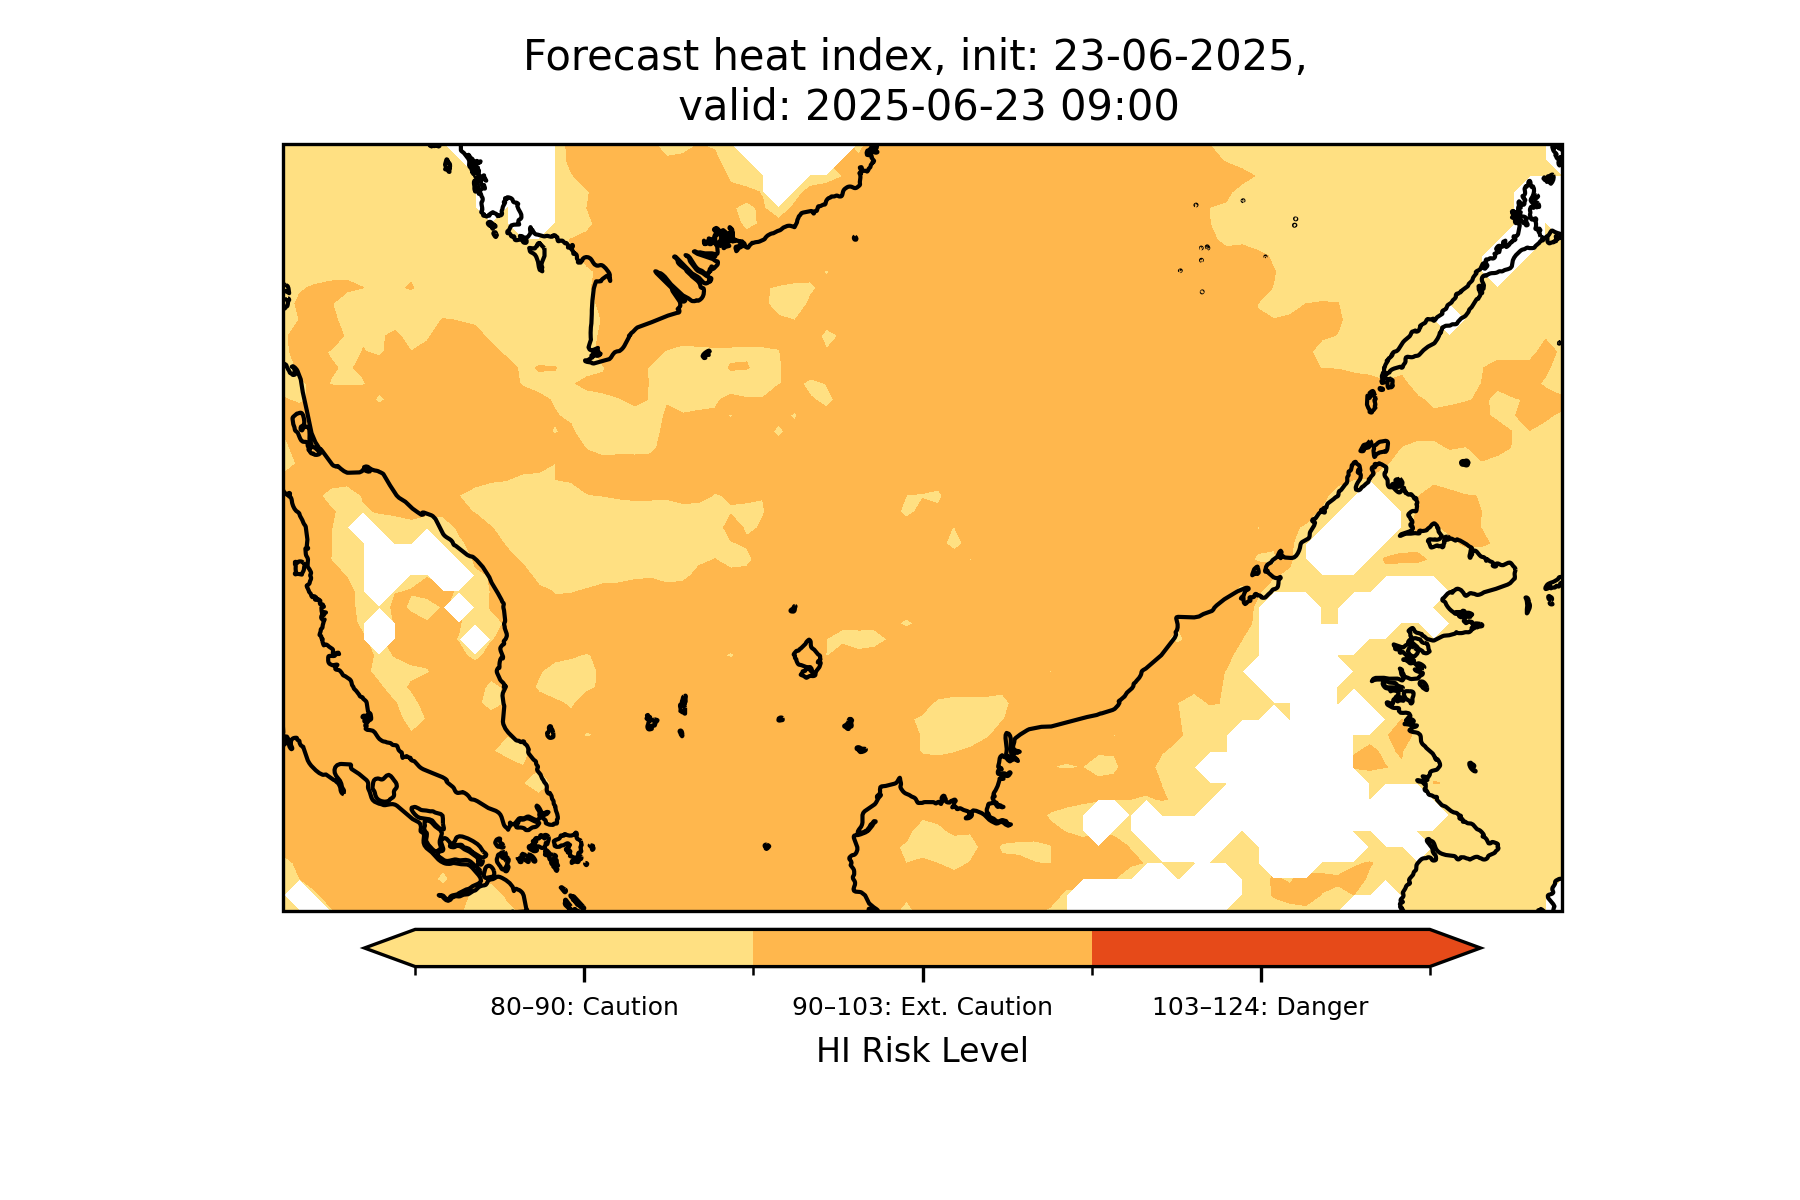 Forecast heat index, init: 23-06-2025,
valid: 2025-06-23 09:00
80–90: Caution
90–103: Ext. Caution
103–124: Danger
HI Risk Level